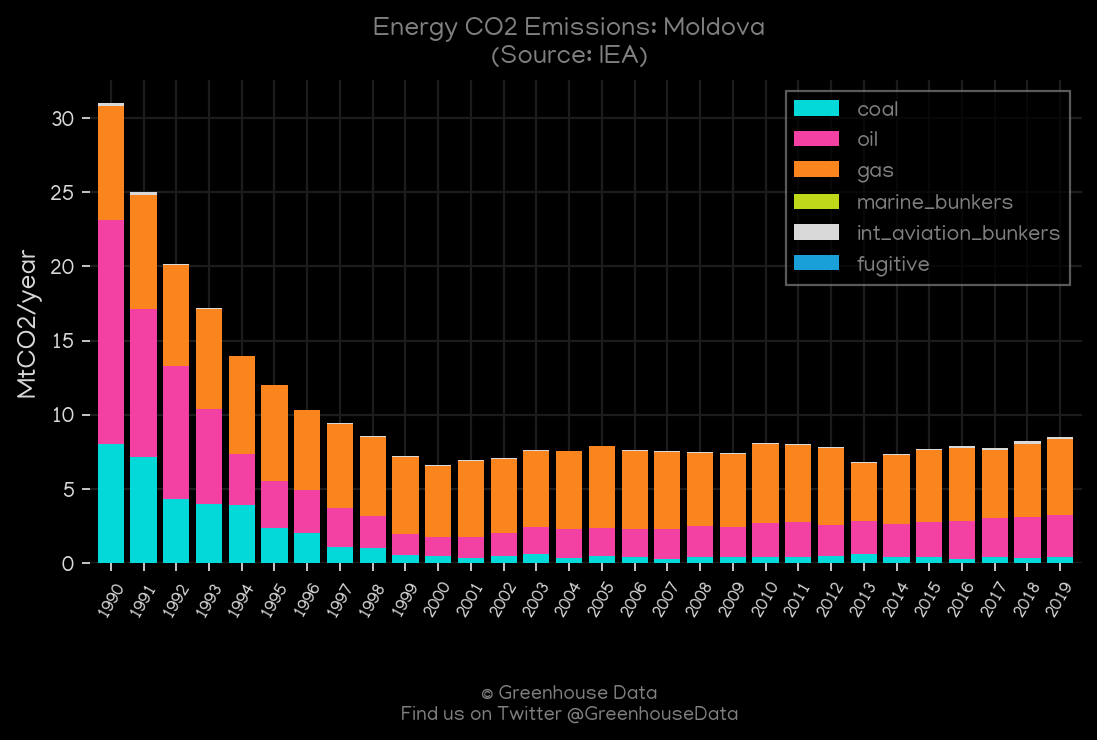 Energy CO2 Emissions: Moldova
(Source: IEA)
MtCO2/year
30
25
20
15
10
5
0
coal
oil
gas
marine_bunkers
int_aviation_bunkers
fugitive
1990 1991 1992 1993 1994 1995 1996 1997 1998 1999 2000 2001 2002 2003 2004 2005 2006 2007 2008 2009 2010 2011 2012 2013 2014 2015 2016 2017 2018 2019
© Greenhouse Data
Find us on Twitter @GreenhouseData